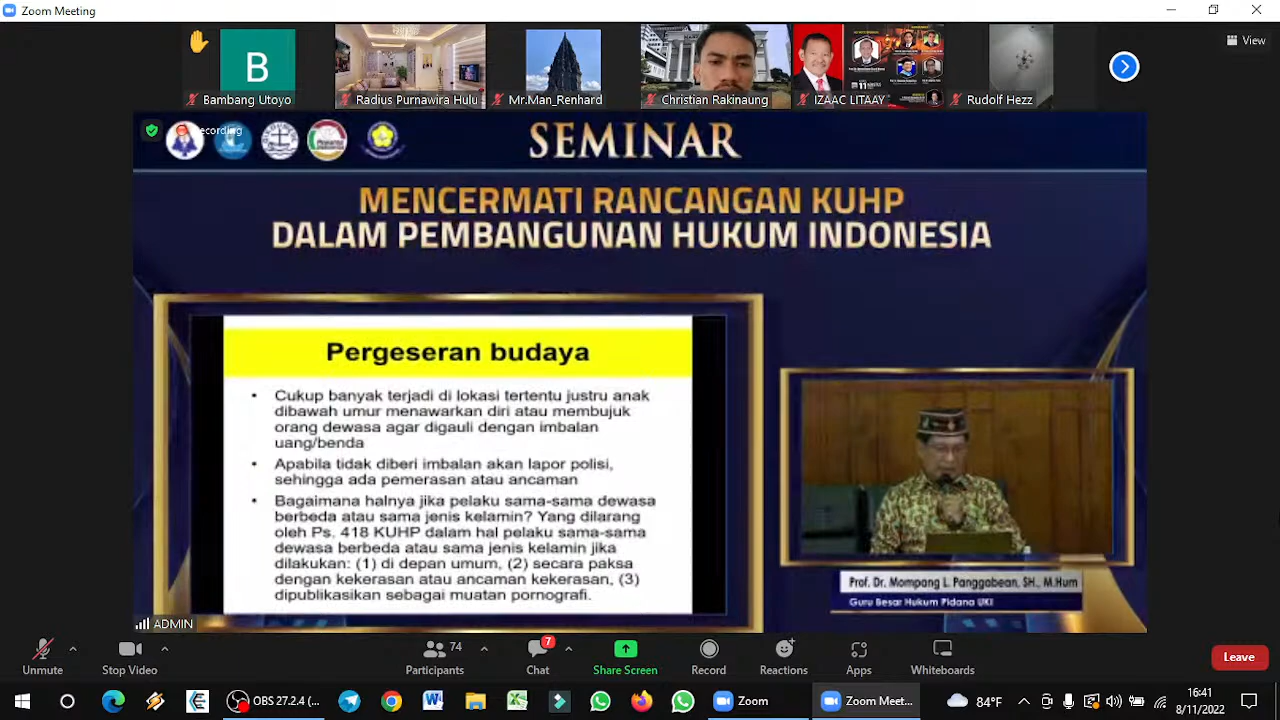 Zoom Meeting
View
B
Bambang Utoyo
Radius Purnawira Hulu
Mr.Man_Renhard
Christian Rakinaung
IZAAC LITAAY
Rudolf Hezz
Recording
SEMINAR
MENCERMATI RANCANGAN KUHP
DALAM PEMBANGUNAN HUKUM INDONESIA
Pergeseran budaya
• Cukup banyak terjadi di lokasi tertentu justru anak
dibawah umur menawarkan diri atau membujuk
orang dewasa agar digauli dengan imbalan
uang/benda
• Apabila tidak diberi imbalan akan lapor polisi,
sehingga ada pemerasan atau ancaman
• Bagaimana halnya jika pelaku sama-sama dewasa
berbeda atau sama jenis kelamin? Yang dilarang
oleh Ps. 418 KUHP dalam hal pelaku sama-sama
dewasa berbeda atau sama jenis kelamin jika
dilakukan: (1) di depan umum, (2) secara paksa
dengan kekerasan atau ancaman kekerasan, (3)
dipublikasikan sebagai muatan pornografi.
Prof. Dr. Mompang L. Panggabean, SH., M.Hum
Guru Besar Hukum Pidana UKI
ADMIN
Unmute
Stop Video
Participants
74
Chat
7
Share Screen
Record
Reactions
Apps
Whiteboards
Leave
OBS 27.2.4 (...
Zoom
Zoom Meet...
84°F
16:41
8/11/2022